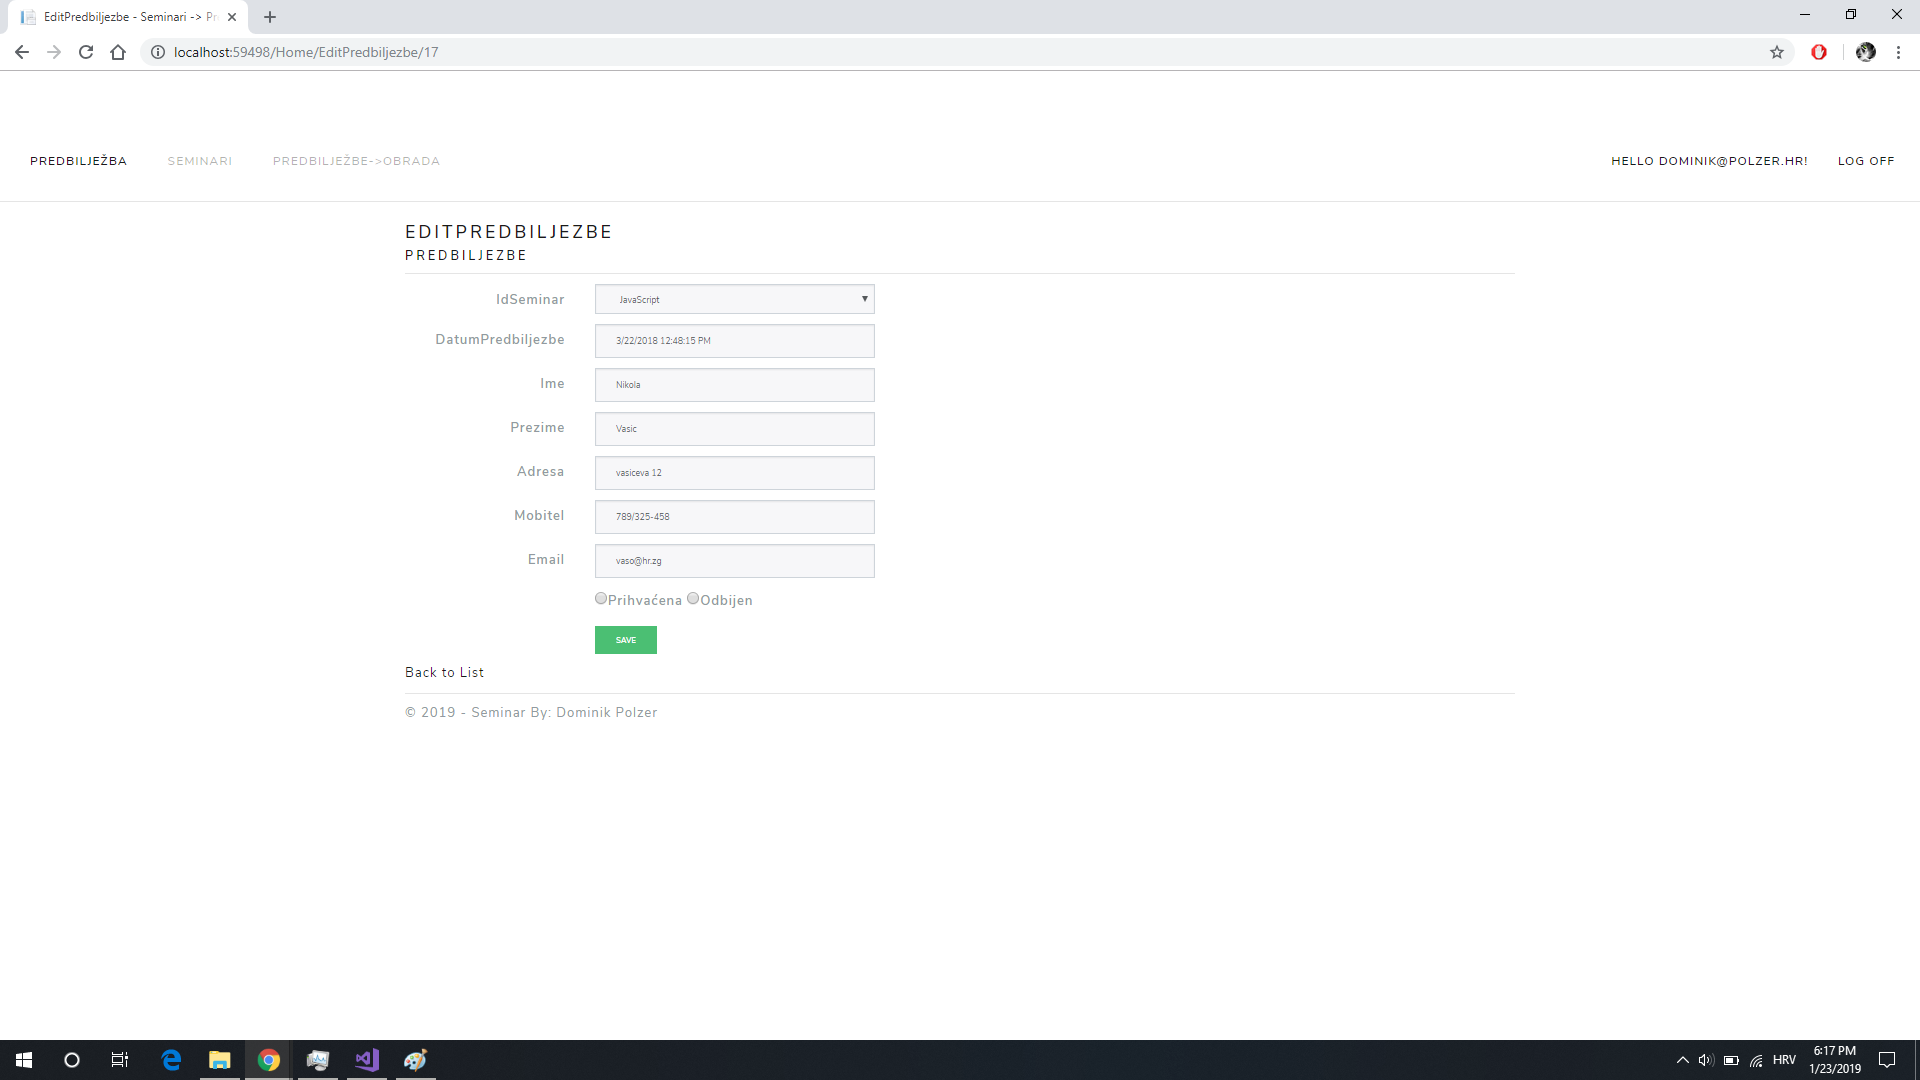 EditPredbiljezbe - Seminari -> Pr
localhost:59498/Home/EditPredbiljezbe/17
PREDBILJEŽBA SEMINARI PREDBILJEŽBE->OBRADA HELLO DOMINIK@POLZER.HR! LOG OFF
EDITPREDBILJEZBE
PREDBILJEZBE
IdSeminar JavaScript
DatumPredbiljezbe 3/22/2018 12:48:15 PM
Ime Nikola
Prezime Vasic
Adresa vasiceva 12
Mobitel 789/325-458
Email vaso@hr.zg
Prihvaćena Odbijen
SAVE
Back to List
© 2019 - Seminar By: Dominik Polzer
HRV 6:17 PM
1/23/2019